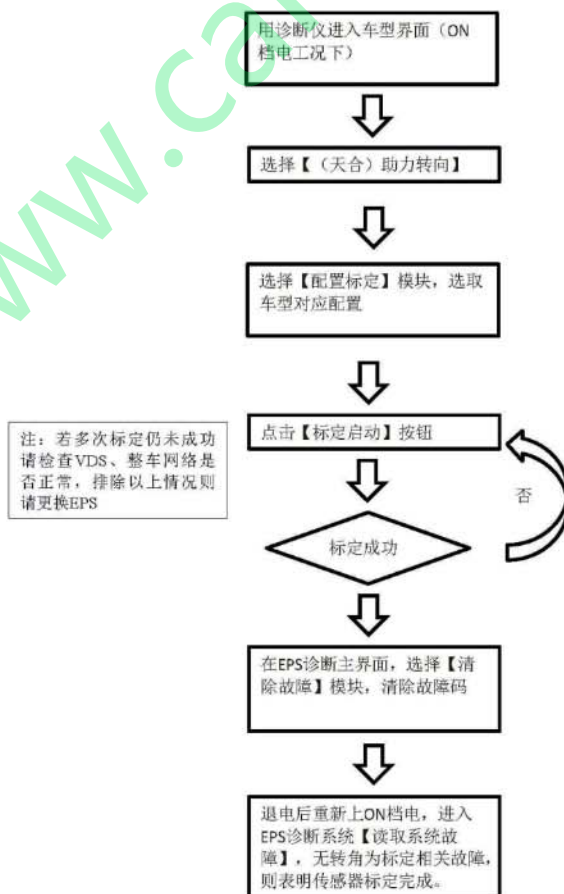 用诊断仪进入车型界面（ON
档电工况下）
选择【（天合）助力转向】
选择【配置标定】模块，选取
车型对应配置
点击【标定启动】按钮
注：若多次标定仍未成功
请检查VDS、整车网络是
否正常，排除以上情况则
请更换EPS
否
标定成功
在EPS诊断主界面，选择【清
除故障】模块，清除故障码
退电后重新上ON档电，进入
EPS诊断系统【读取系统故
障】，无转角为标定相关故障，
则表明传感器标定完成。
www.car